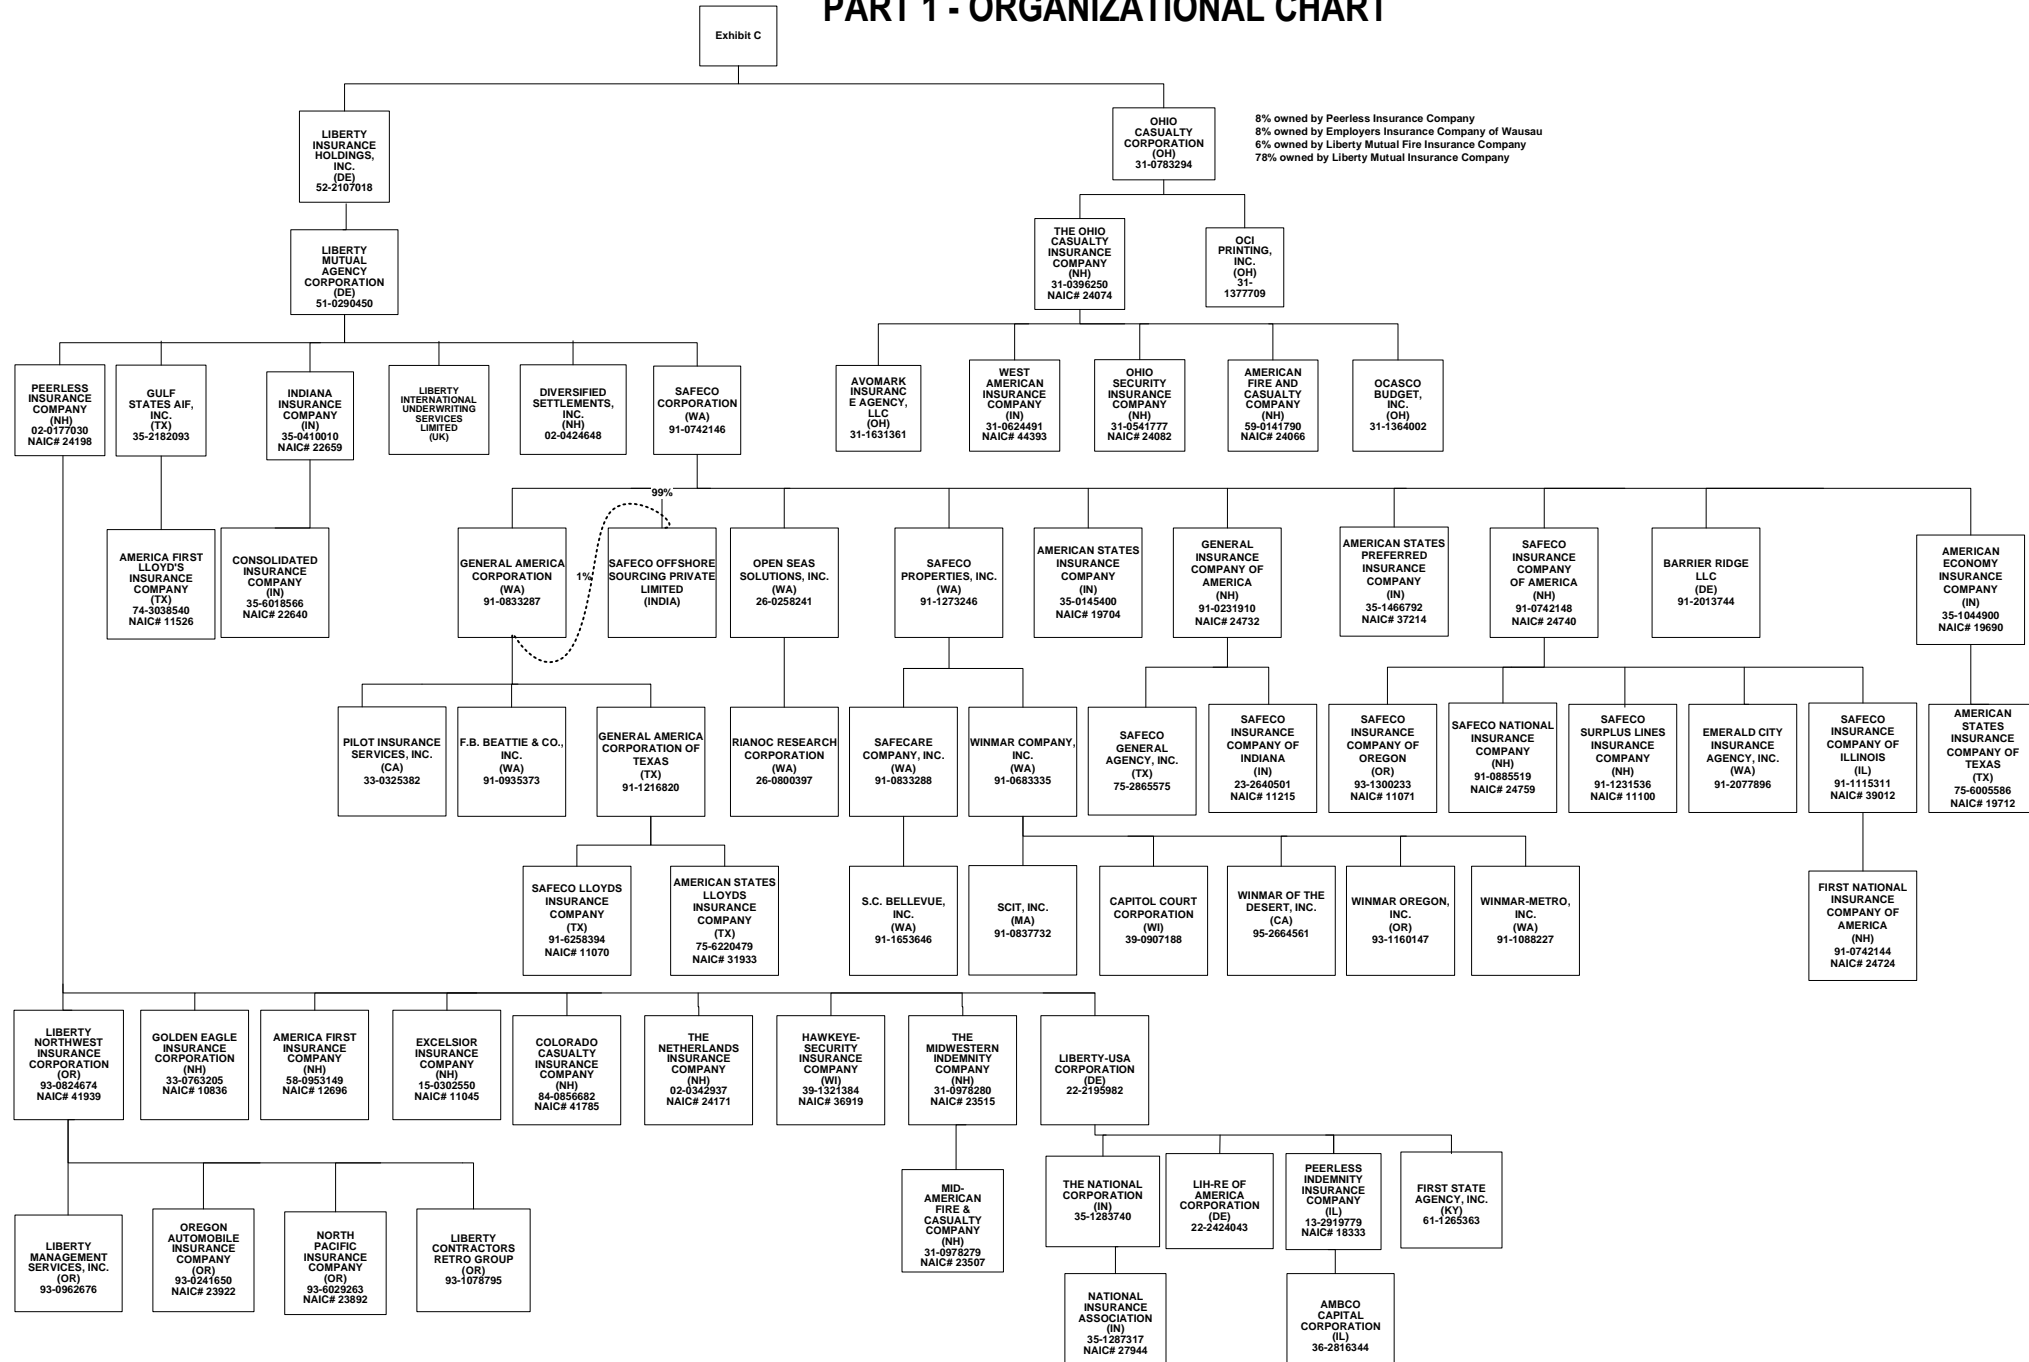 PART 1 - ORGANIZATIONAL CHART
Exhibit C
LIBERTY
INSURANCE
HOLDINGS,
INC.
(DE)
52-2107018
OHIO
CASUALTY
CORPORATION
(OH)
31-0783294
8% owned by Peerless Insurance Company
8% owned by Employers Insurance Company of Wausau
6% owned by Liberty Mutual Fire Insurance Company
78% owned by Liberty Mutual Insurance Company
LIBERTY
MUTUAL
AGENCY
CORPORATION
(DE)
51-0290450
THE OHIO
CASUALTY
INSURANCE
COMPANY
(NH)
31-0396250
NAIC# 24074
OCI
PRINTING,
INC.
(OH)
31-
1377709
PEERLESS
INSURANCE
COMPANY
(NH)
02-0177030
NAIC# 24198
GULF
STATES AIF,
INC.
(TX)
35-2182093
INDIANA
INSURANCE
COMPANY
(IN)
35-0410010
NAIC# 22659
LIBERTY
INTERNATIONAL
UNDERWRITING
SERVICES
LIMITED
(UK)
DIVERSIFIED
SETTLEMENTS,
INC.
(NH)
02-0424648
SAFECO
CORPORATION
(WA)
91-0742146
AVOMARK
INSURANC
E AGENCY,
LLC
(OH)
31-1631361
WEST
AMERICAN
INSURANCE
COMPANY
(IN)
31-0624491
NAIC# 44393
OHIO
SECURITY
INSURANCE
COMPANY
(NH)
31-0541777
NAIC# 24082
AMERICAN
FIRE AND
CASUALTY
COMPANY
(NH)
59-0141790
NAIC# 24066
OCASCO
BUDGET,
INC.
(OH)
31-1364002
99%
1%
AMERICA FIRST
LLOYD'S
INSURANCE
COMPANY
(TX)
74-3038540
NAIC# 11526
CONSOLIDATED
INSURANCE
COMPANY
(IN)
35-6018566
NAIC# 22640
GENERAL AMERICA
CORPORATION
(WA)
91-0833287
SAFECO OFFSHORE
SOURCING PRIVATE
LIMITED
(INDIA)
OPEN SEAS
SOLUTIONS, INC.
(WA)
26-0258241
SAFECO
PROPERTIES, INC.
(WA)
91-1273246
AMERICAN STATES
INSURANCE
COMPANY
(IN)
35-0145400
NAIC# 19704
GENERAL
INSURANCE
COMPANY OF
AMERICA
(NH)
91-0231910
NAIC# 24732
AMERICAN STATES
PREFERRED
INSURANCE
COMPANY
(IN)
35-1466792
NAIC# 37214
SAFECO
INSURANCE
COMPANY
OF AMERICA
(NH)
91-0742148
NAIC# 24740
BARRIER RIDGE
LLC
(DE)
91-2013744
AMERICAN
ECONOMY
INSURANCE
COMPANY
(IN)
35-1044900
NAIC# 19690
PILOT INSURANCE
SERVICES, INC.
(CA)
33-0325382
F.B. BEATTIE & CO.,
INC.
(WA)
91-0935373
GENERAL AMERICA
CORPORATION OF
TEXAS
(TX)
91-1216820
RIANOC RESEARCH
CORPORATION
(WA)
26-0800397
SAFECARE
COMPANY, INC.
(WA)
91-0833288
WINMAR COMPANY,
INC.
(WA)
91-0683335
SAFECO
GENERAL
AGENCY, INC.
(TX)
75-2865575
SAFECO
INSURANCE
COMPANY OF
INDIANA
(IN)
23-2640501
NAIC# 11215
SAFECO
INSURANCE
COMPANY OF
OREGON
(OR)
93-1300233
NAIC# 11071
SAFECO NATIONAL
INSURANCE
COMPANY
(NH)
91-0885519
NAIC# 24759
SAFECO
SURPLUS LINES
INSURANCE
COMPANY
(NH)
91-1231536
NAIC# 11100
EMERALD CITY
INSURANCE
AGENCY, INC.
(WA)
91-2077896
SAFECO
INSURANCE
COMPANY OF
ILLINOIS
(IL)
91-1115311
NAIC# 39012
AMERICAN
STATES
INSURANCE
COMPANY OF
TEXAS
(TX)
75-6005586
NAIC# 19712
SAFECO LLOYDS
INSURANCE
COMPANY
(TX)
91-6258394
NAIC# 11070
AMERICAN STATES
LLOYDS
INSURANCE
COMPANY
(TX)
75-6220479
NAIC# 31933
S.C. BELLEVUE,
INC.
(WA)
91-1653646
SCIT, INC.
(MA)
91-0837732
CAPITOL COURT
CORPORATION
(WI)
39-0907188
WINMAR OF THE
DESERT, INC.
(CA)
95-2664561
WINMAR OREGON,
INC.
(OR)
93-1160147
WINMAR-METRO,
INC.
(WA)
91-1088227
FIRST NATIONAL
INSURANCE
COMPANY OF
AMERICA
(NH)
91-0742144
NAIC# 24724
LIBERTY
NORTHWEST
INSURANCE
CORPORATION
(OR)
93-0824674
NAIC# 41939
GOLDEN EAGLE
INSURANCE
CORPORATION
(NH)
33-0763205
NAIC# 10836
AMERICA FIRST
INSURANCE
COMPANY
(NH)
58-0953149
NAIC# 12696
EXCELSIOR
INSURANCE
COMPANY
(NH)
15-0302550
NAIC# 11045
COLORADO
CASUALTY
INSURANCE
COMPANY
(NH)
84-0856682
NAIC# 41785
THE
NETHERLANDS
INSURANCE
COMPANY
(NH)
02-0342937
NAIC# 24171
HAWKEYE-
SECURITY
INSURANCE
COMPANY
(WI)
39-1321384
NAIC# 36919
THE
MIDWESTERN
INDEMNITY
COMPANY
(NH)
31-0978280
NAIC# 23515
LIBERTY-USA
CORPORATION
(DE)
22-2195982
LIBERTY
MANAGEMENT
SERVICES, INC.
(OR)
93-0962676
OREGON
AUTOMOBILE
INSURANCE
COMPANY
(OR)
93-0241650
NAIC# 23922
NORTH
PACIFIC
INSURANCE
COMPANY
(OR)
93-6029263
NAIC# 23892
LIBERTY
CONTRACTORS
RETRO GROUP
(OR)
93-1078795
MID-
AMERICAN
FIRE &
CASUALTY
COMPANY
(NH)
31-0978279
NAIC# 23507
THE NATIONAL
CORPORATION
(IN)
35-1283740
LIH-RE OF
AMERICA
CORPORATION
(DE)
22-2424043
PEERLESS
INDEMNITY
INSURANCE
COMPANY
(IL)
13-2919779
NAIC# 18333
FIRST STATE
AGENCY, INC.
(KY)
61-1265363
NATIONAL
INSURANCE
ASSOCIATION
(IN)
35-1287317
NAIC# 27944
AMBCO
CAPITAL
CORPORATION
(IL)
36-2816344